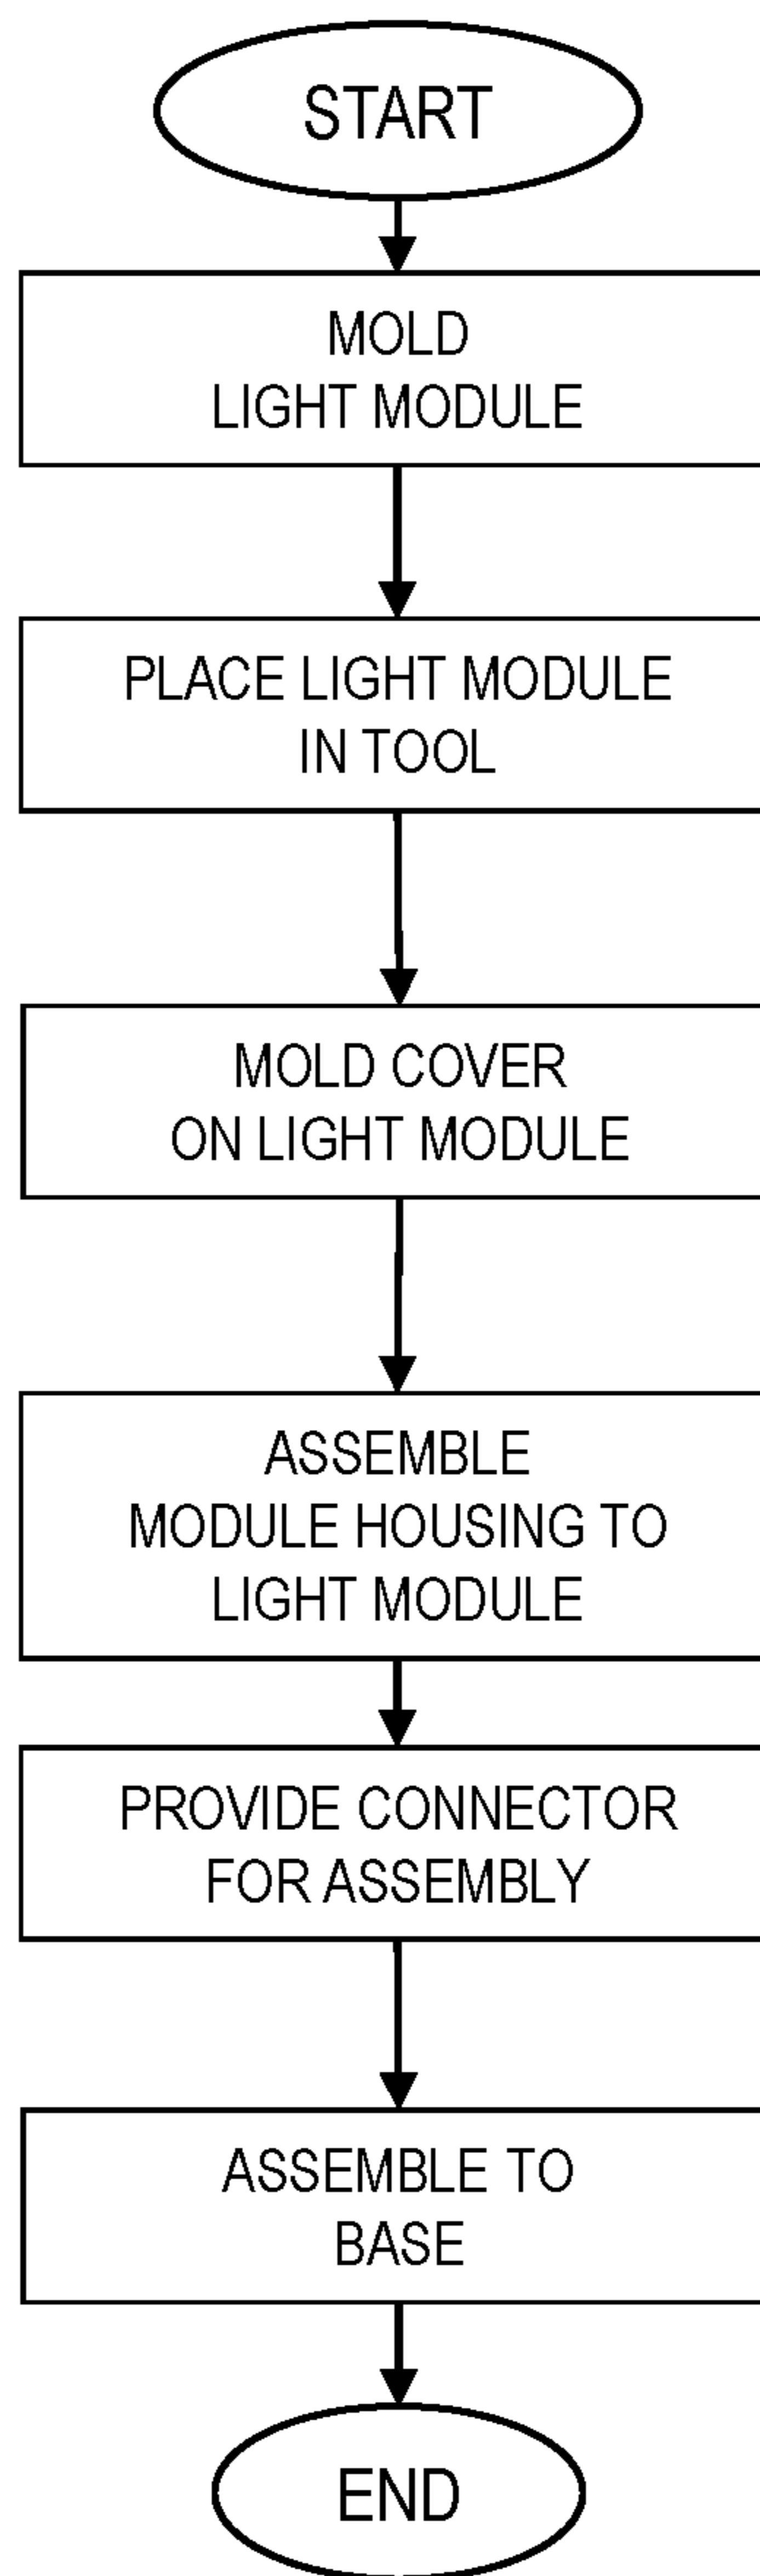 START
MOLD
LIGHT MODULE
PLACE LIGHT MODULE
IN TOOL
MOLD COVER
ON LIGHT MODULE
ASSEMBLE
MODULE HOUSING TO
LIGHT MODULE
PROVIDE CONNECTOR
FOR ASSEMBLY
ASSEMBLE TO
BASE
END